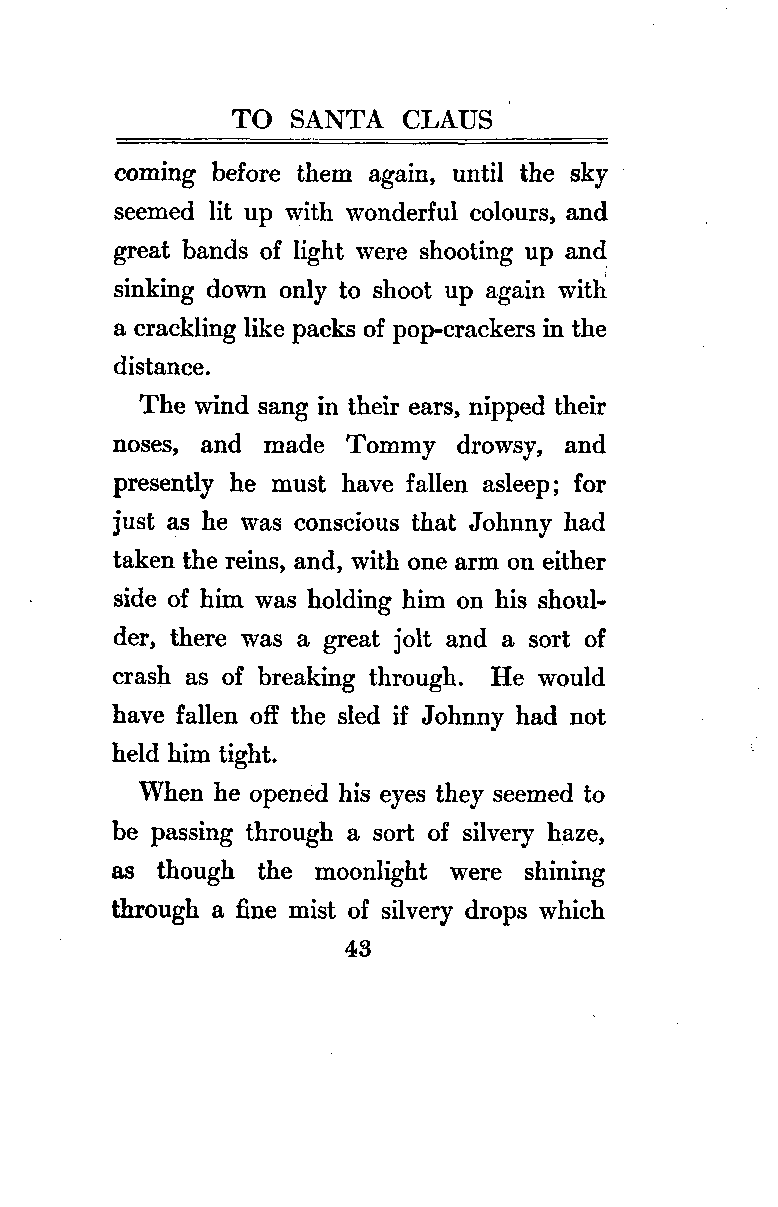 TO SANTA CLAUS
coming before them again, until the sky
seemed lit up with wonderful colours, and
great bands of light were shooting up and
sinking down only to shoot up again with
a crackling like packs of pop-crackers in the
distance.
The wind sang in their ears, nipped their
noses, and made Tommy drowsy, and
presently he must have fallen asleep; for
just as he was conscious that Johnny had
taken the reins, and, with one arm on either
side of him was holding him on his shoul-
der, there was a great jolt and a sort of
crash as of breaking through. He would
have fallen off the sled if Johnny had not
held him tight.
When he opened his eyes they seemed to
be passing through a sort of silvery haze,
as though the moonlight were shining
through a fine mist of silvery drops which
43